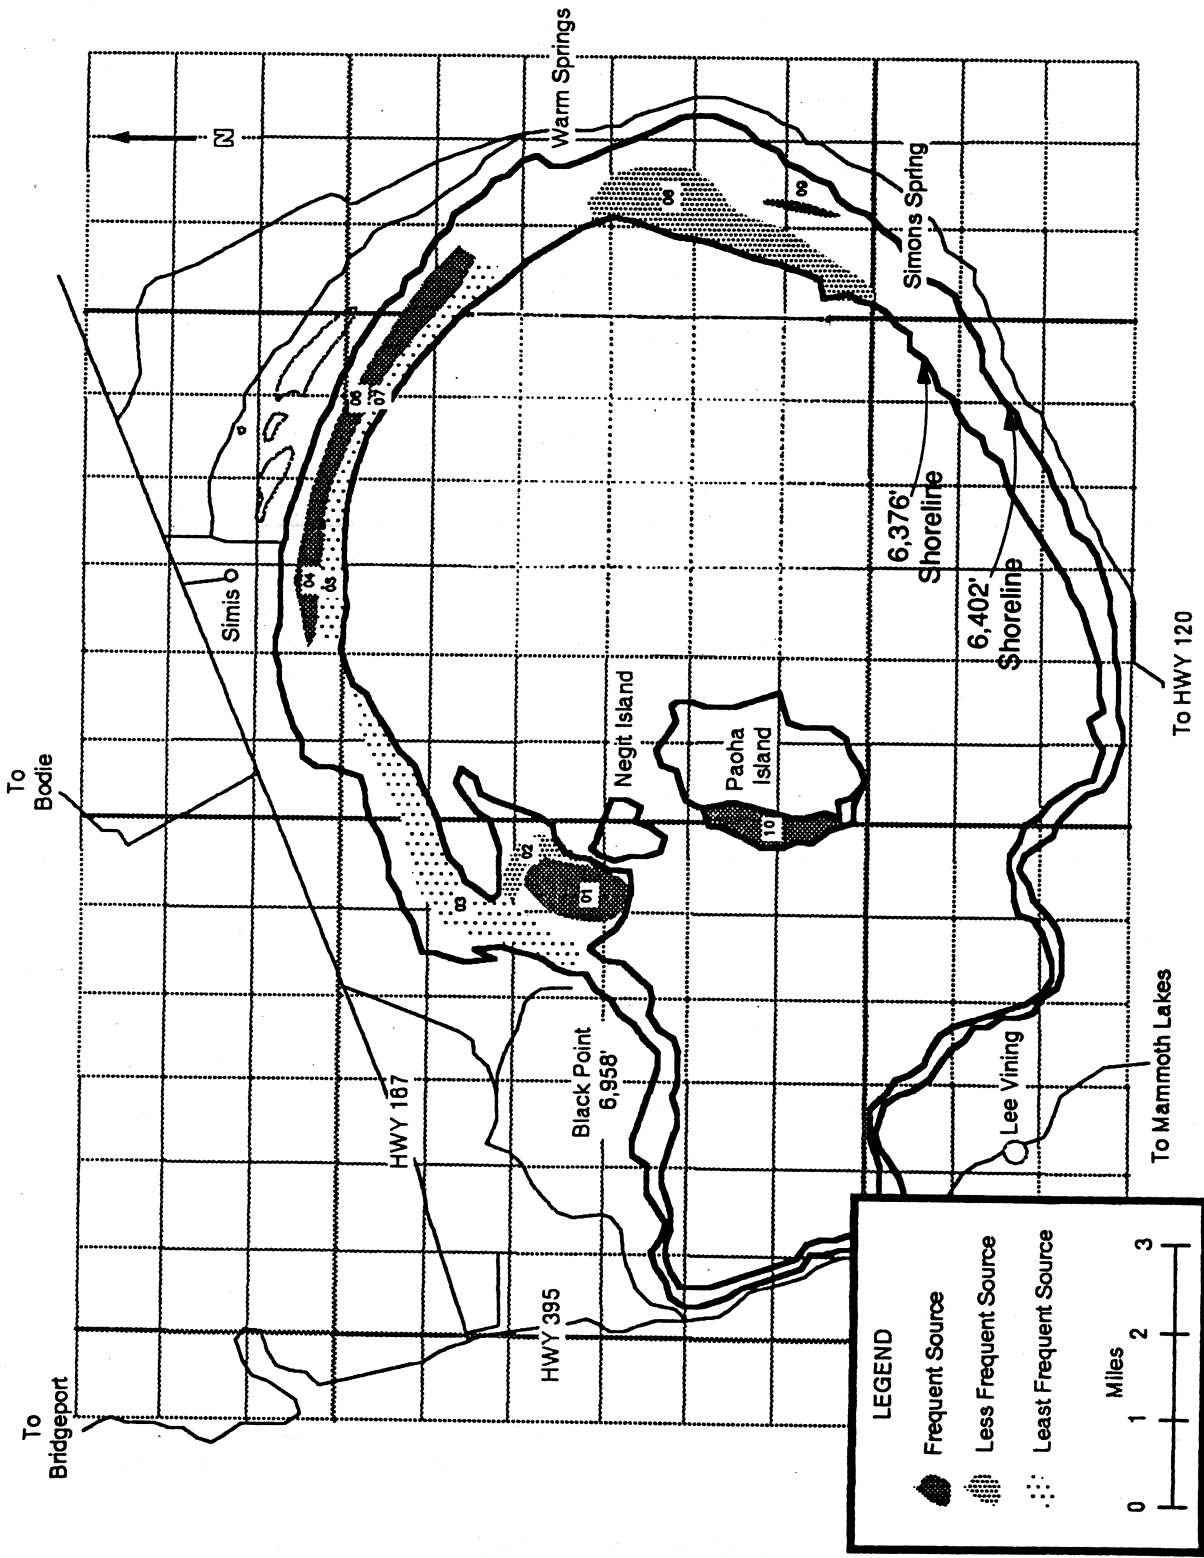 To
Bridgeport
To
Bodie
N
Simis
HWY 167
HWY 395
Warm Springs
Black Point
6,958'
Negit Island
Paoha
Island
01
02
03
04
05
06
07
08
09
10
Simons Spring
6,376'
Shoreline
6,402'
Shoreline
Lee Vining
To Mammoth Lakes
To HWY 120
LEGEND
Frequent Source
Less Frequent Source
Least Frequent Source
Miles
0 1 2 3